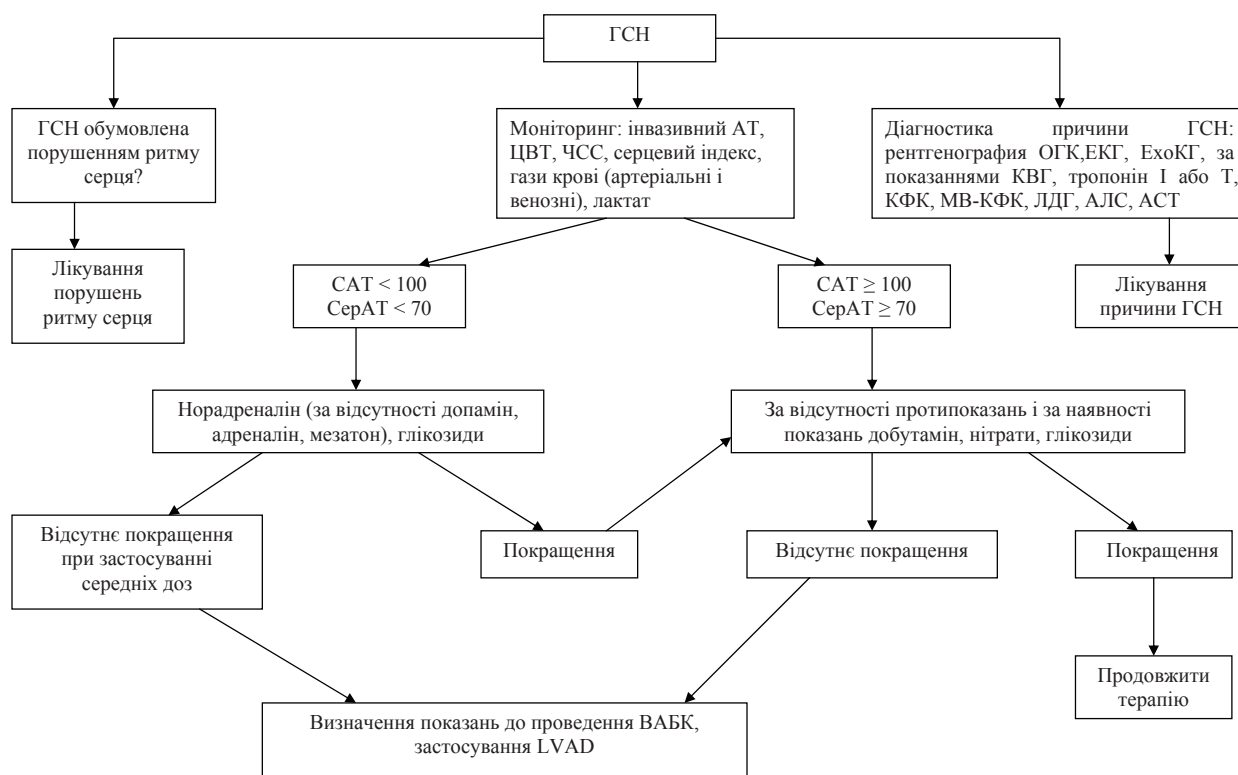 ГСН
ГСН обумовлена
порушенням ритму
серця?
Моніторинг: інвазивний АТ,
ЦВТ, ЧСС, серцевий індекс,
гази крові (артеріальні і
венозні), лактат
Діагностика причини ГСН:
рентгенография ОГК,ЕКГ, ЕхоКГ, за
показаннями КВГ, тропонін І або Т,
КФК, МВ-КФК, ЛДГ, АЛС, АСТ
Лікування
порушень
ритму серця
САТ < 100
СерАТ < 70
САТ ≥ 100
СерАТ ≥ 70
Лікування
причини ГСН
Норадреналін (за відсутності допамін,
адреналін, мезатон), глікозиди
За відсутності протипоказань і за наявності
показань добутамін, нітрати, глікозиди
Відсутнє покращення
при застосуванні
середніх доз
Покращення
Відсутнє покращення
Покращення
Продовжити
терапію
Визначення показань до проведення ВАБК,
застосування LVAD